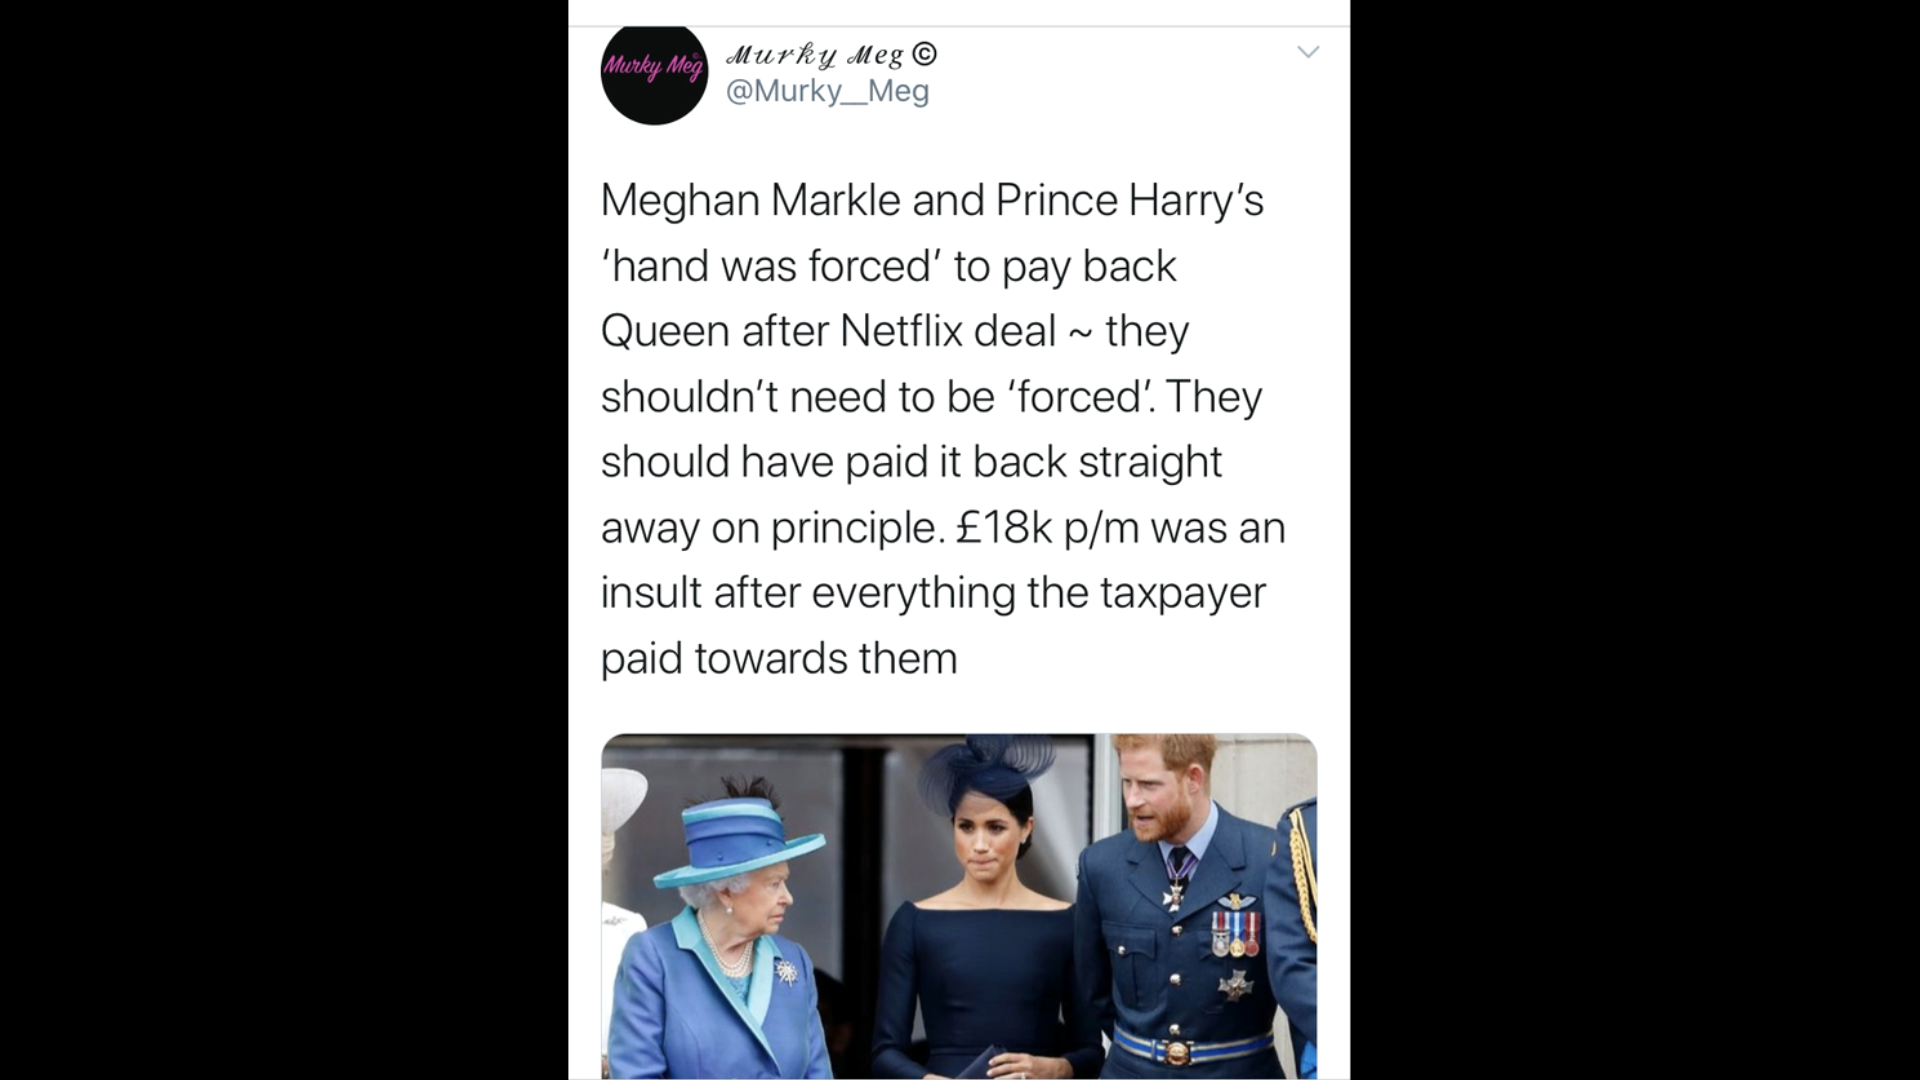 Murky Meg ©
Murky Meg ©
@Murky__Meg
Meghan Markle and Prince Harry’s
‘hand was forced’ to pay back
Queen after Netflix deal ~ they
shouldn’t need to be ‘forced’. They
should have paid it back straight
away on principle. £18k p/m was an
insult after everything the taxpayer
paid towards them